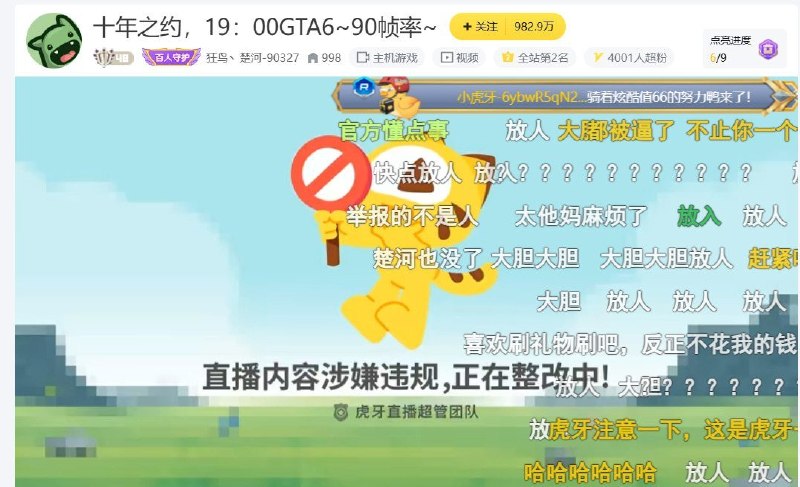 十年之约，19：00GTA6~90帧率~
+ 关注 982.9万
百人守护 狂鸟丶楚河-90327 998 主机游戏 视频 全站第2名 4001人超粉
点亮进度
6/9
小虎牙-6ybwR5qN2...骑着炫酷值66的努力鸭来了！
官方懂点事 放人 大腿都被逼了 不止你一个
快点放人 放人？？？？？？？？？？？？？
举报的不是人 太他妈麻烦了 放入 放人
楚河也没了 大胆大胆 大胆大胆放人 赶紧
大胆 放人 放人 放人
喜欢刷礼物刷吧，反正不花我的钱
直播内容涉嫌违规,正在整改中!
放人 大胆？？？？？？？
虎牙直播超管团队
放 虎牙注意一下，这是虎牙
哈哈哈哈哈哈 放人 放人